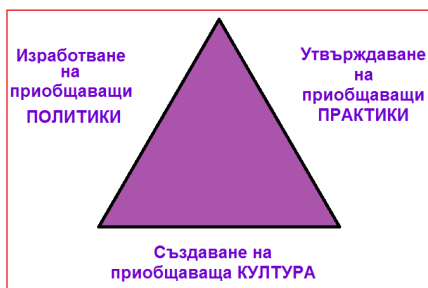 Изработване
на
приобщаващи
ПОЛИТИКИ
Утвърждаване
на
приобщаващи
ПРАКТИКИ
Създаване на
приобщаваща КУЛТУРА